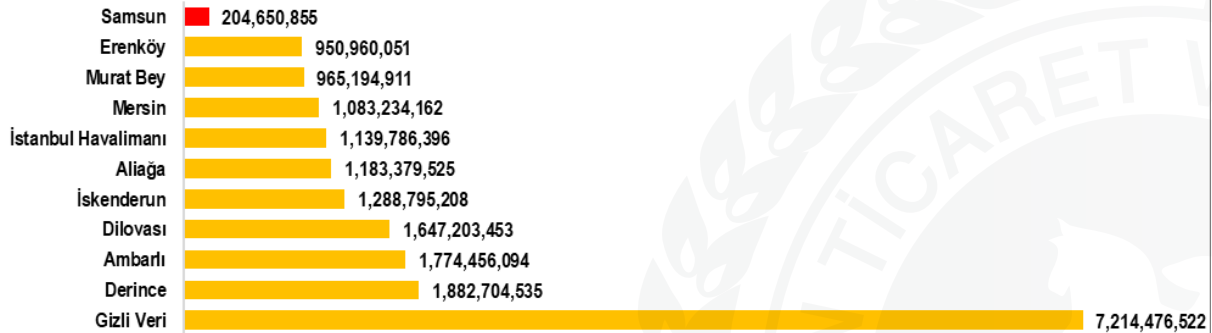 Samsun 204,650,855
Erenköy 950,960,051
Murat Bey 965,194,911
Mersin 1,083,234,162
İstanbul Havalimanı 1,139,786,396
Aliağa 1,183,379,525
İskenderun 1,288,795,208
Dilovası 1,647,203,453
Ambarlı 1,774,456,094
Derince 1,882,704,535
Gizli Veri 7,214,476,522
TİCARET